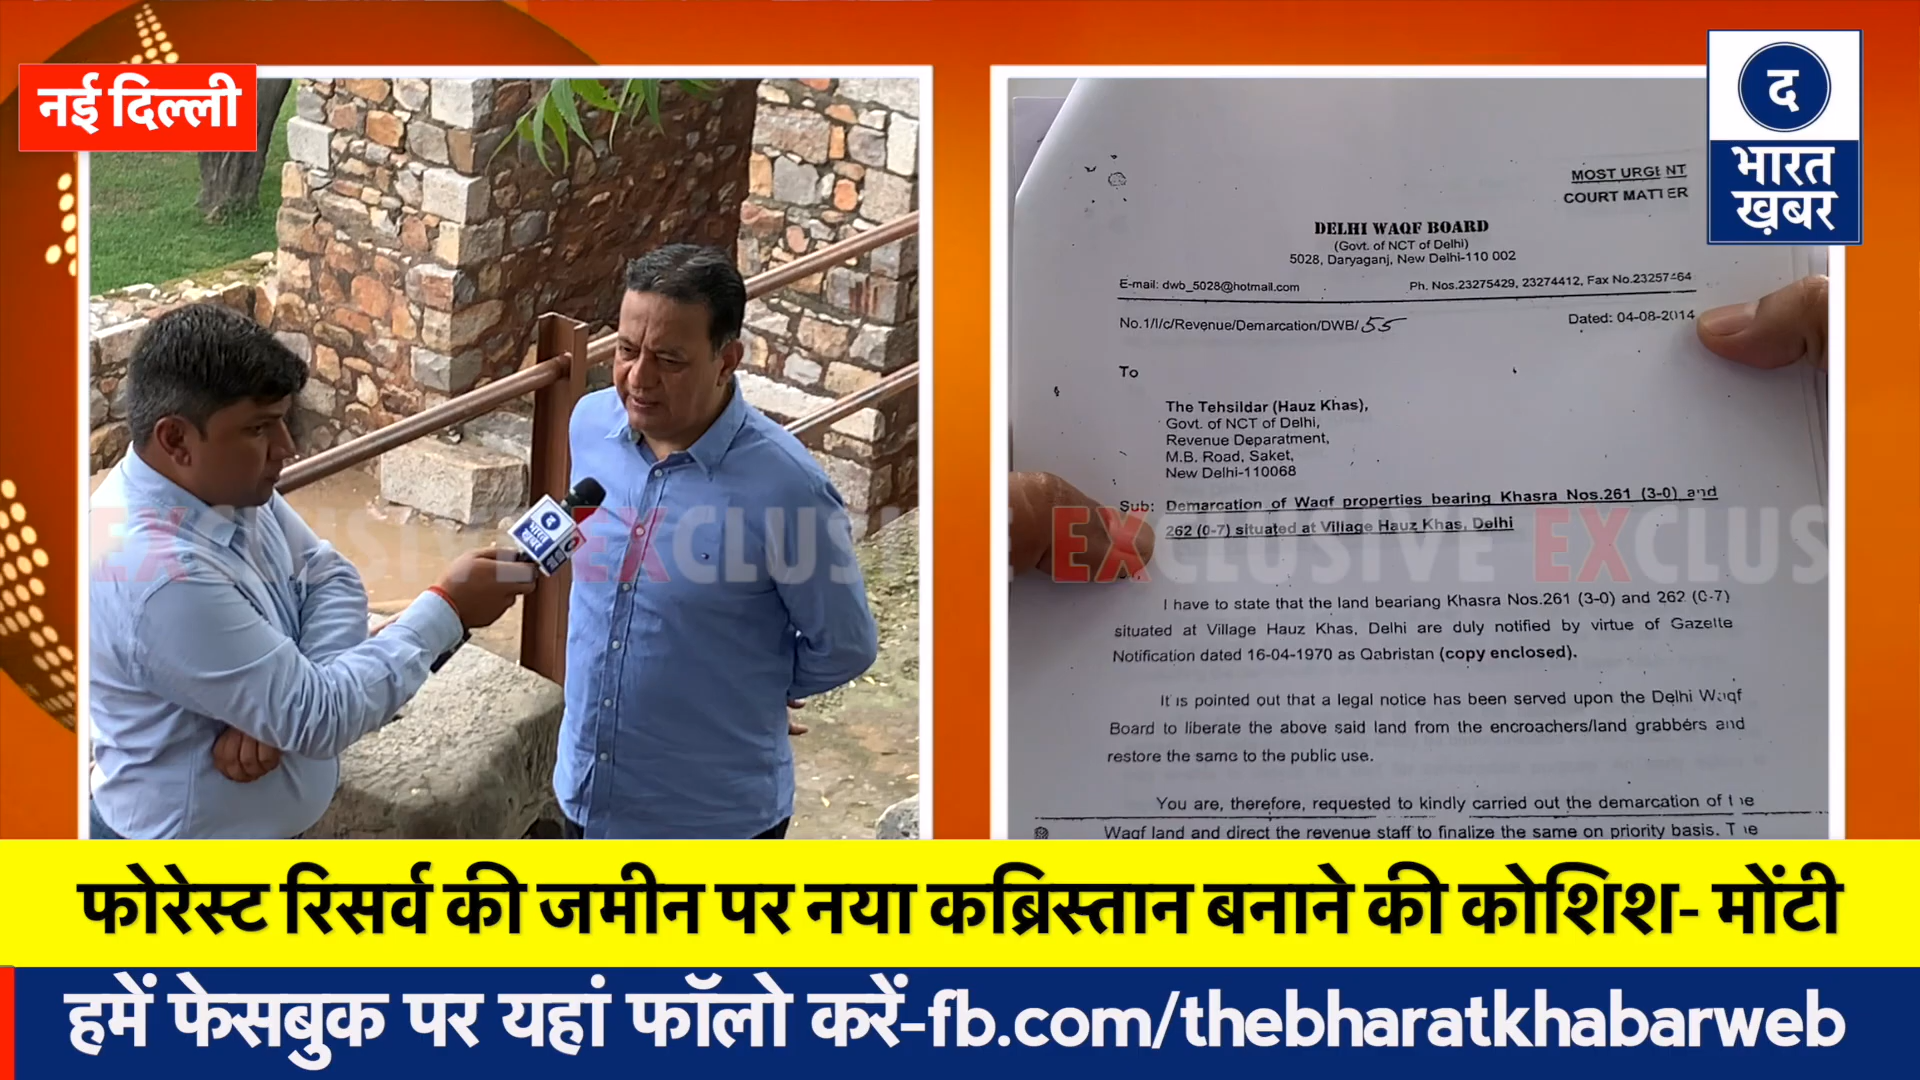 नई दिल्ली
द
भारत
ख़बर
EXCLUSIVE EXCLUSIVE EXCLUSIVE EXCLUS
द
भारत
खबर
MOST URGENT
COURT MATTER
DELHI WAQF BOARD
(Govt. of NCT of Delhi)
5028, Daryaganj, New Delhi-110 002
E-mail: dwb_5028@hotmail.com Ph. Nos.23275429, 23274412, Fax No.23257464
No.1/I/c/Revenue/Demarcation/DWB/55 Dated: 04-08-2014
To
The Tehsildar (Hauz Khas),
Govt. of NCT of Delhi,
Revenue Deparatment,
M.B. Road, Saket,
New Delhi-110068
Sub: Demarcation of Waqf properties bearing Khasra Nos.261 (3-0) and
262 (0-7) situated at Village Hauz Khas, Delhi
I have to state that the land beariang Khasra Nos.261 (3-0) and 262 (0-7)
situated at Village Hauz Khas, Delhi are duly notified by virtue of Gazette
Notification dated 16-04-1970 as Qabristan (copy enclosed).
It is pointed out that a legal notice has been served upon the Delhi Waqf
Board to liberate the above said land from the encroachers/land grabbers and
restore the same to the public use.
You are, therefore, requested to kindly carried out the demarcation of the
Waqf land and direct the revenue staff to finalize the same on priority basis. The
फोरेस्ट रिसर्व की जमीन पर नया कब्रिस्तान बनाने की कोशिश- मोंटी
हमें फेसबुक पर यहां फॉलो करें-fb.com/thebharatkhabarweb